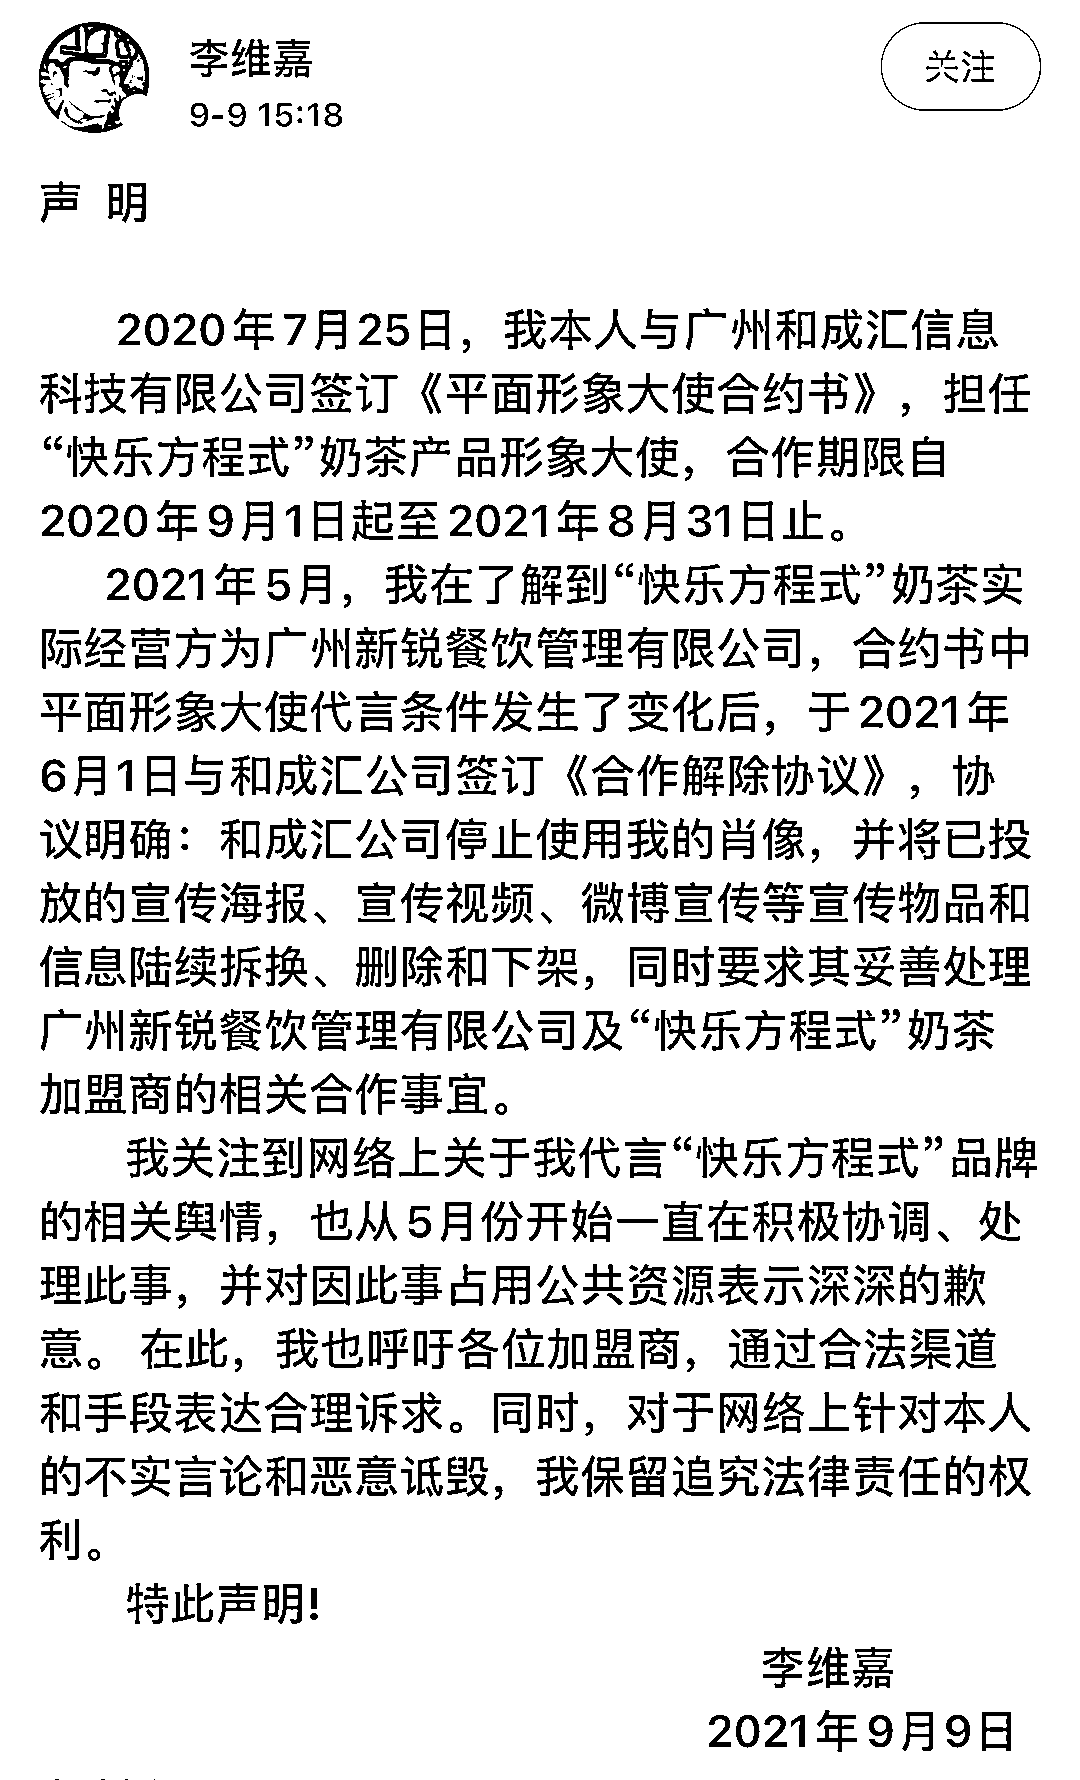 李维嘉
关注
9-9 15:18
声 明
2020年7月25日，我本人与广州和成汇信息
科技有限公司签订《平面形象大使合约书》，担任
“快乐方程式”奶茶产品形象大使，合作期限自
2020年9月1日起至2021年8月31日止。
2021年5月，我在了解到“快乐方程式”奶茶实
际经营方为广州新锐餐饮管理有限公司，合约书中
平面形象大使代言条件发生了变化后，于2021年
6月1日与和成汇公司签订《合作解除协议》，协
议明确：和成汇公司停止使用我的肖像，并将已投
放的宣传海报、宣传视频、微博宣传等宣传物品和
信息陆续拆换、删除和下架，同时要求其妥善处理
广州新锐餐饮管理有限公司及“快乐方程式”奶茶
加盟商的相关合作事宜。
我关注到网络上关于我代言“快乐方程式”品牌
的相关舆情，也从5月份开始一直在积极协调、处
理此事，并对因此事占用公共资源表示深深的歉
意。 在此，我也呼吁各位加盟商，通过合法渠道
和手段表达合理诉求。同时，对于网络上针对本人
的不实言论和恶意诋毁，我保留追究法律责任的权
利。
特此声明!
李维嘉
2021年9月9日